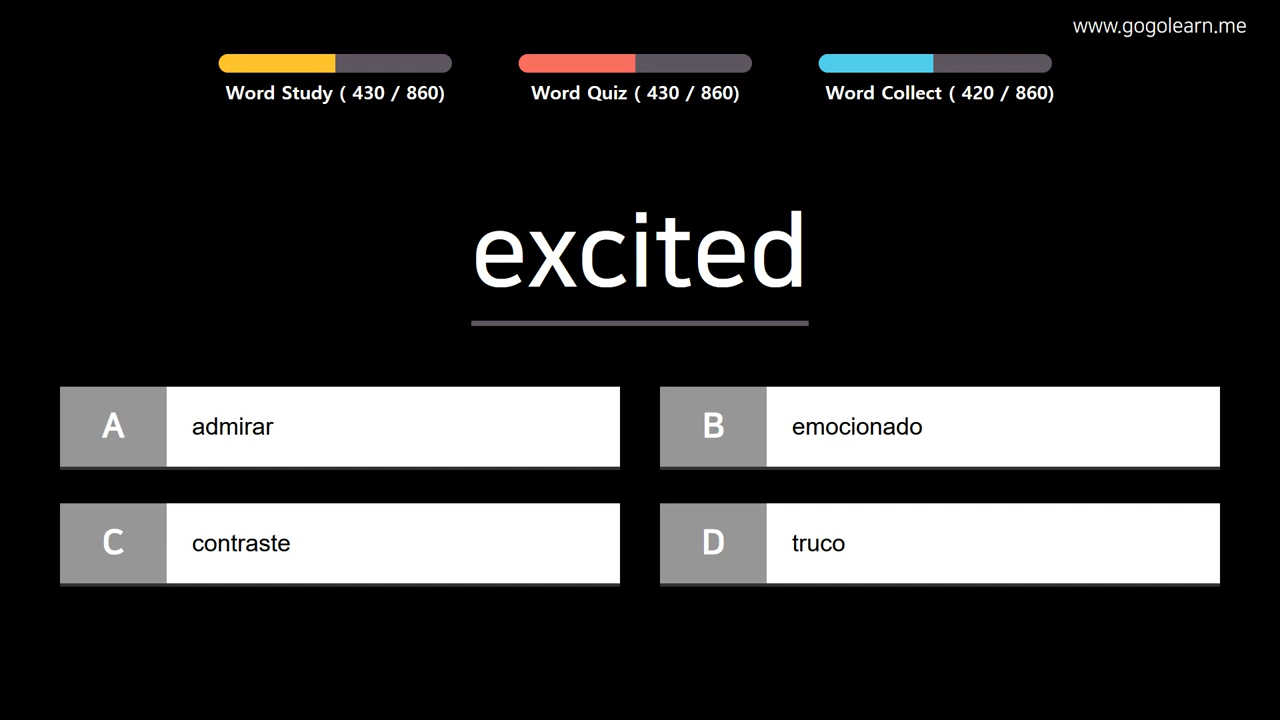 www.gogolearn.me
Word Study ( 430 / 860)
Word Quiz ( 430 / 860)
Word Collect ( 420 / 860)
excited
A admirar
B emocionado
C contraste
D truco